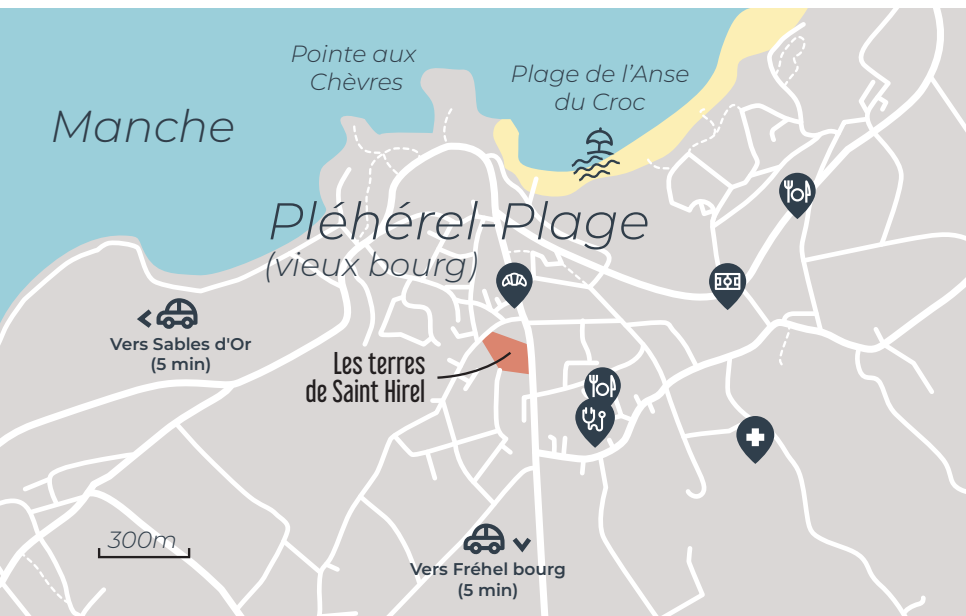 Pointe aux
Chèvres
Plage de l’Anse
du Croc
Manche
Pléhérel-Plage
(vieux bourg)
Vers Sables d'Or
(5 min)
Les terres
de Saint Hirel
300m
Vers Fréhel bourg
(5 min)